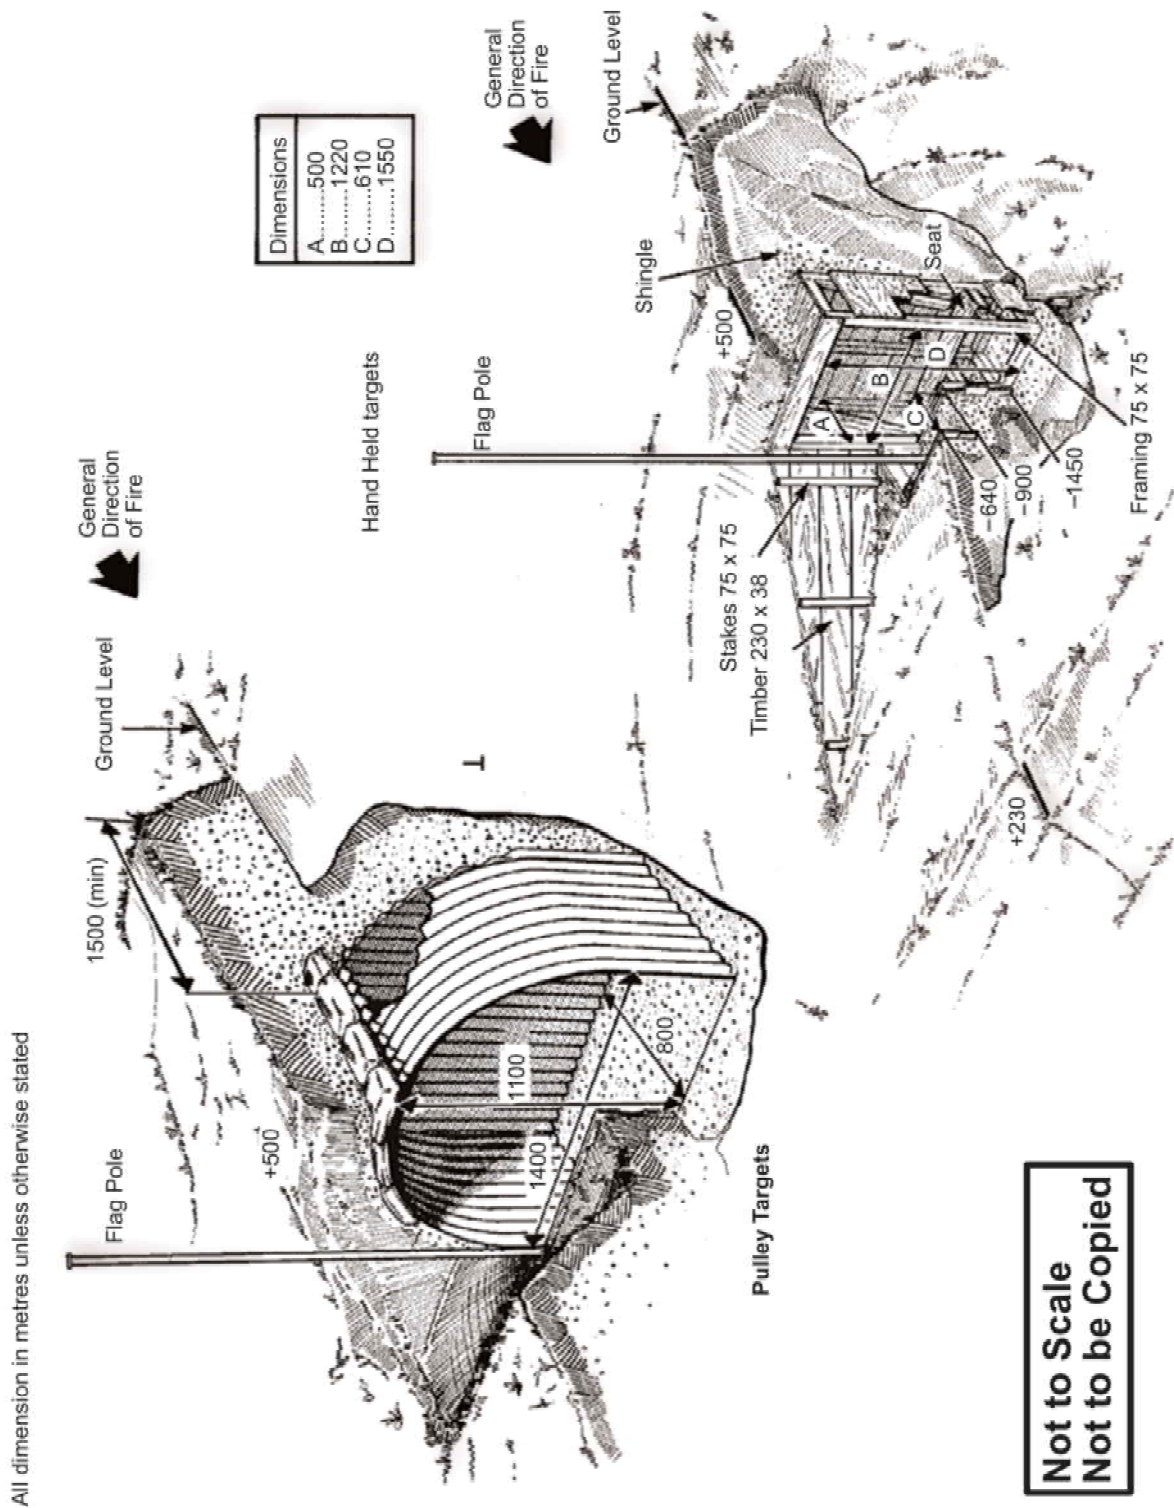 All dimension in metres unless otherwise stated
Flag Pole
+500
1500 (min)
Ground Level
General
Direction
of Fire
1400
1100
800
Pulley Targets
Hand Held targets
Dimensions
A.........500
B.........1220
C.........610
D.........1550
General
Direction
of Fire
Ground Level
Flag Pole
+500
Shingle
Stakes 75 x 75
Timber 230 x 38
A
B
C
D
Seat
–640
–900
–1450
Framing 75 x 75
+230
Not to Scale
Not to be Copied